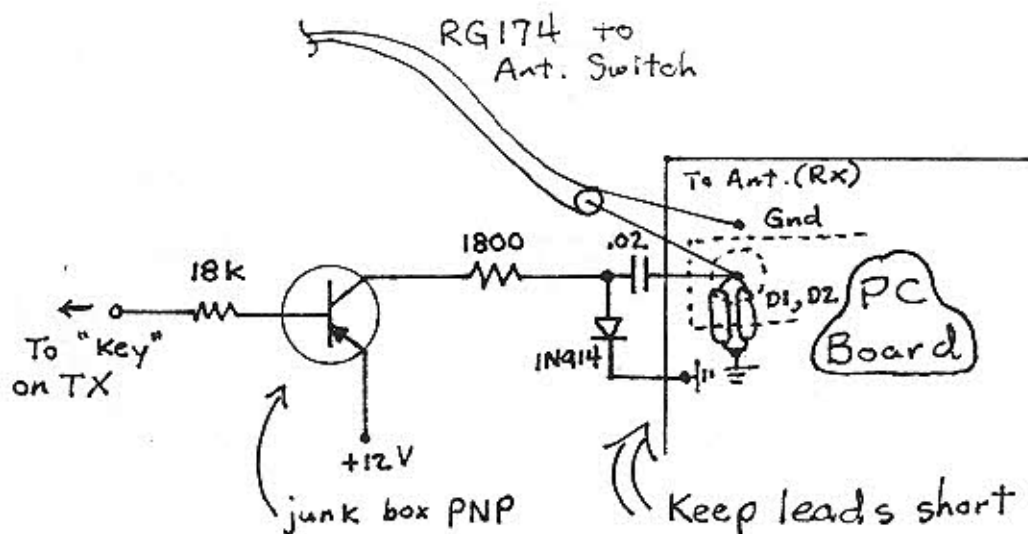 RG174 to
Ant. Switch
To Ant. (Rx)
Gnd
1800
.02
18k
D1, D2
PC
Board
To "Key"
on TX
1N914
+12V
junk box PNP
Keep leads short